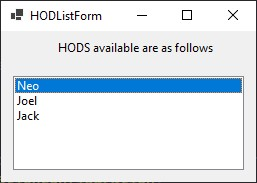 HODListForm
HODS available are as follows
Neo
Joel
Jack